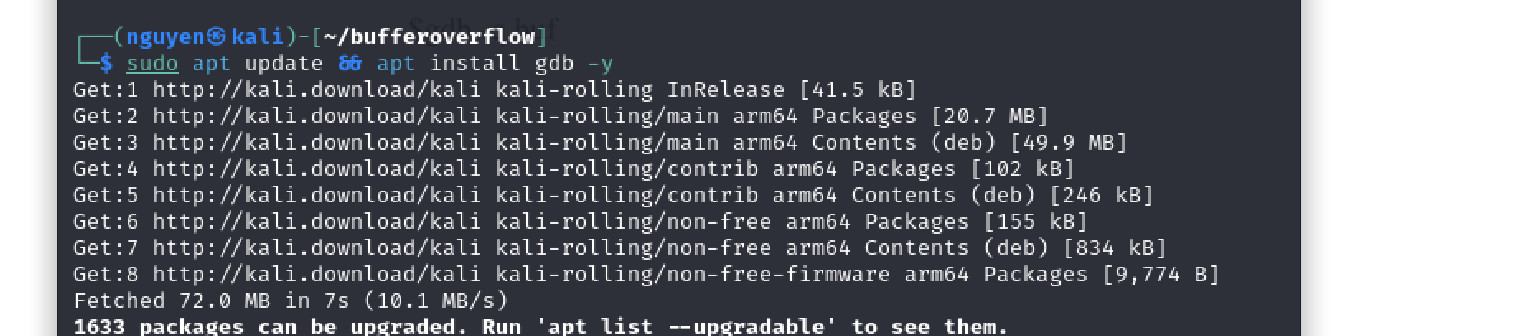 ┌──(nguyen㉿kali)-[~/bufferoverflow]
└─$ sudo apt update && apt install gdb -y
Get:1 http://kali.download/kali kali-rolling InRelease [41.5 kB]
Get:2 http://kali.download/kali kali-rolling/main arm64 Packages [20.7 MB]
Get:3 http://kali.download/kali kali-rolling/main arm64 Contents (deb) [49.9 MB]
Get:4 http://kali.download/kali kali-rolling/contrib arm64 Packages [102 kB]
Get:5 http://kali.download/kali kali-rolling/contrib arm64 Contents (deb) [246 kB]
Get:6 http://kali.download/kali kali-rolling/non-free arm64 Packages [155 kB]
Get:7 http://kali.download/kali kali-rolling/non-free arm64 Contents (deb) [834 kB]
Get:8 http://kali.download/kali kali-rolling/non-free-firmware arm64 Packages [9,774 B]
Fetched 72.0 MB in 7s (10.1 MB/s)
1633 packages can be upgraded. Run 'apt list --upgradable' to see them.